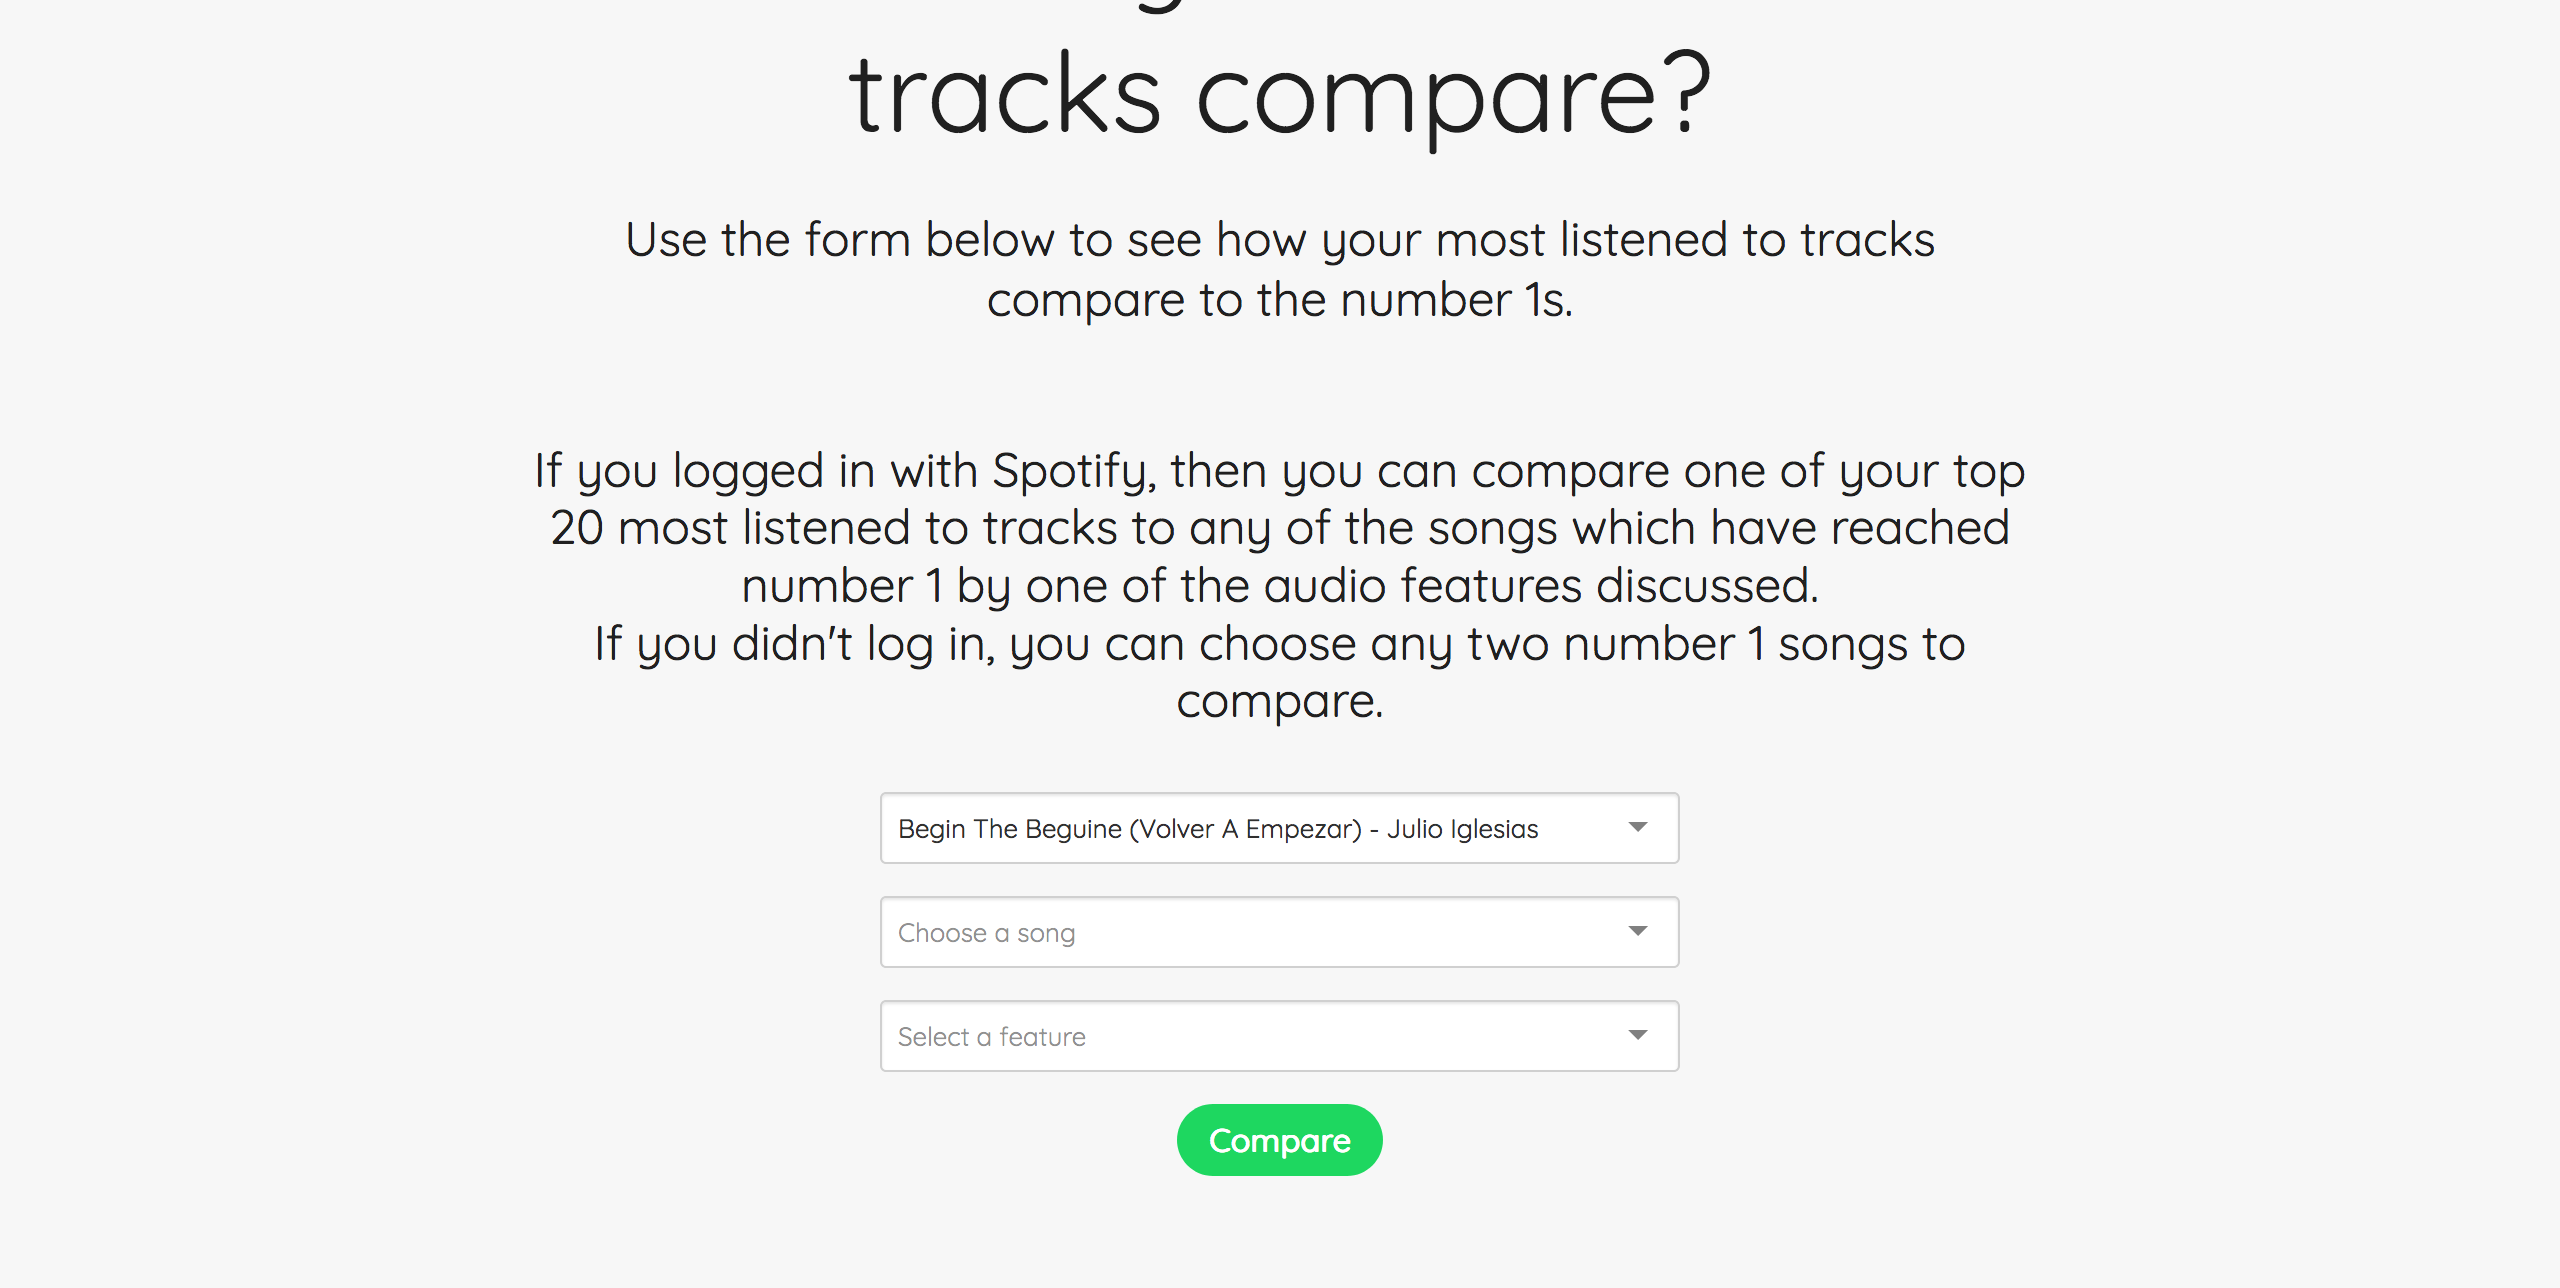 tracks compare?
Use the form below to see how your most listened to tracks
compare to the number 1s.
If you logged in with Spotify, then you can compare one of your top
20 most listened to tracks to any of the songs which have reached
number 1 by one of the audio features discussed.
If you didn't log in, you can choose any two number 1 songs to
compare.
Begin The Beguine (Volver A Empezar) - Julio Iglesias
Choose a song
Select a feature
Compare